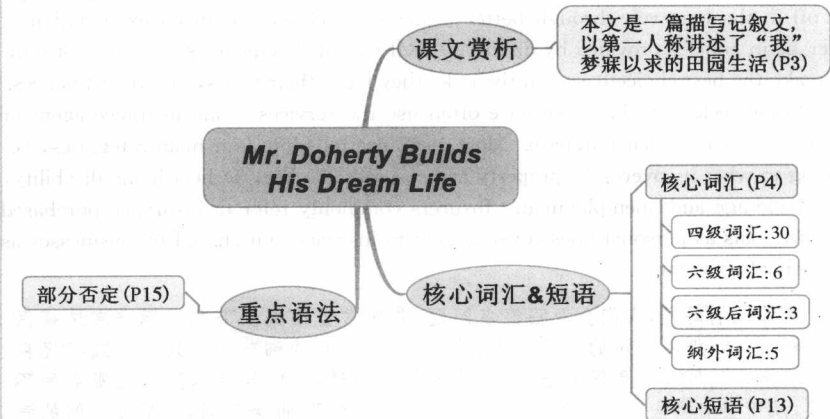 课文赏析
本文是一篇描写记叙文，
以第一人称讲述了“我”
梦寐以求的田园生活(P3)
Mr. Doherty Builds
His Dream Life
核心词汇(P4)
四级词汇:30
六级词汇:6
六级后词汇:3
纲外词汇:5
核心词汇&短语
核心短语(P13)
部分否定(P15)
重点语法